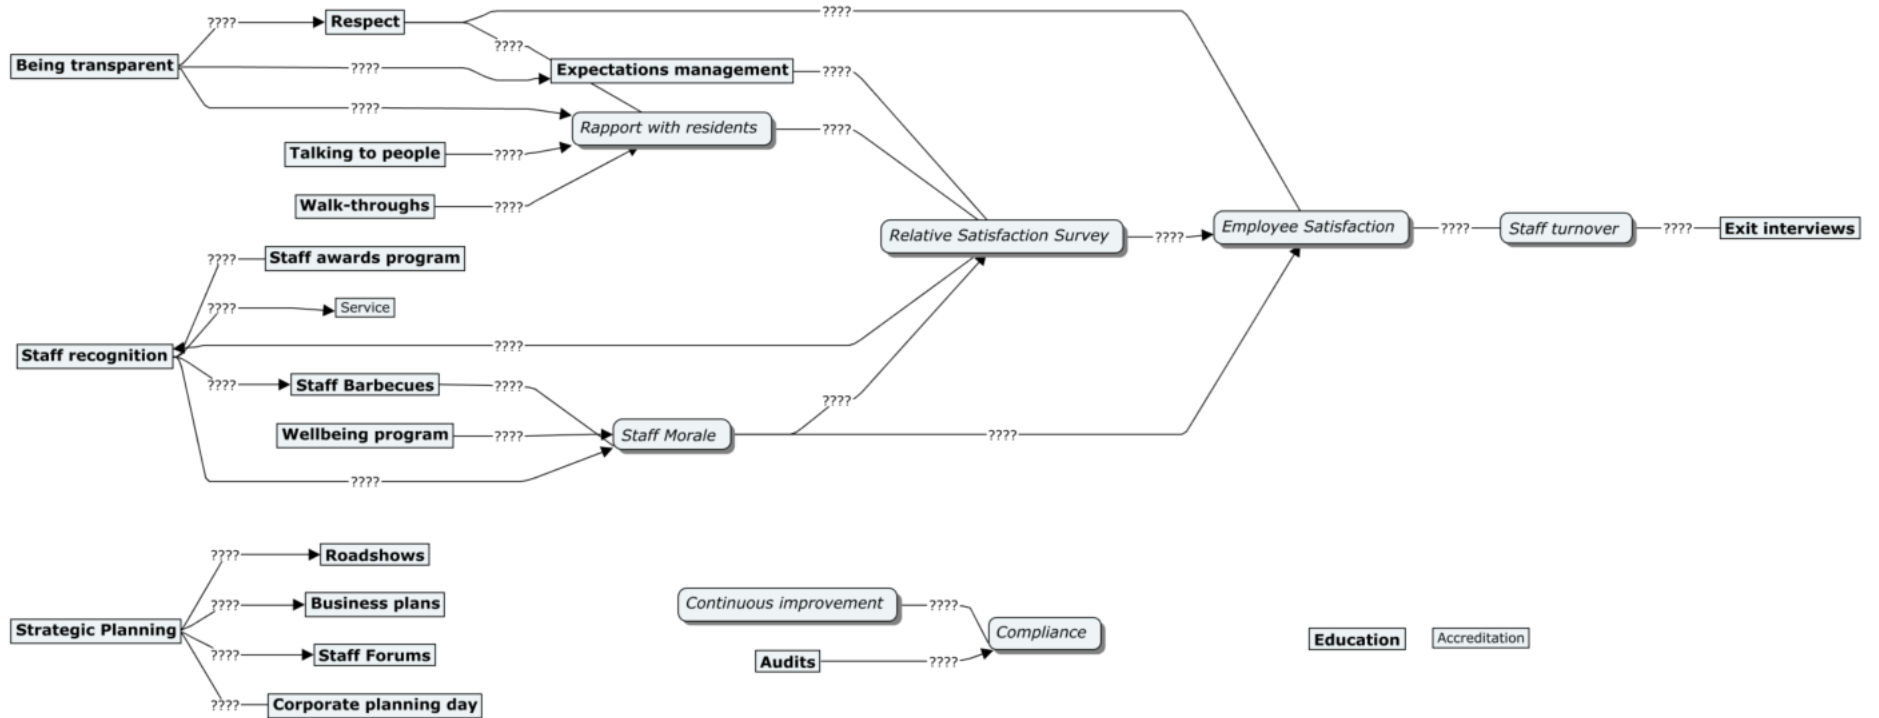 ????
Respect
????
????
Being transparent
????
Expectations management
????
????
Rapport with residents
????
Talking to people
????
Walk-throughs
????
Relative Satisfaction Survey
????
Employee Satisfaction
????
Staff turnover
????
Exit interviews
????
Staff awards program
????
Service
Staff recognition
????
????
Staff Barbecues
????
????
Wellbeing program
????
Staff Morale
????
????
????
Roadshows
????
Business plans
Strategic Planning
????
Staff Forums
????
Corporate planning day
Continuous improvement
????
Compliance
Audits
????
Education
Accreditation